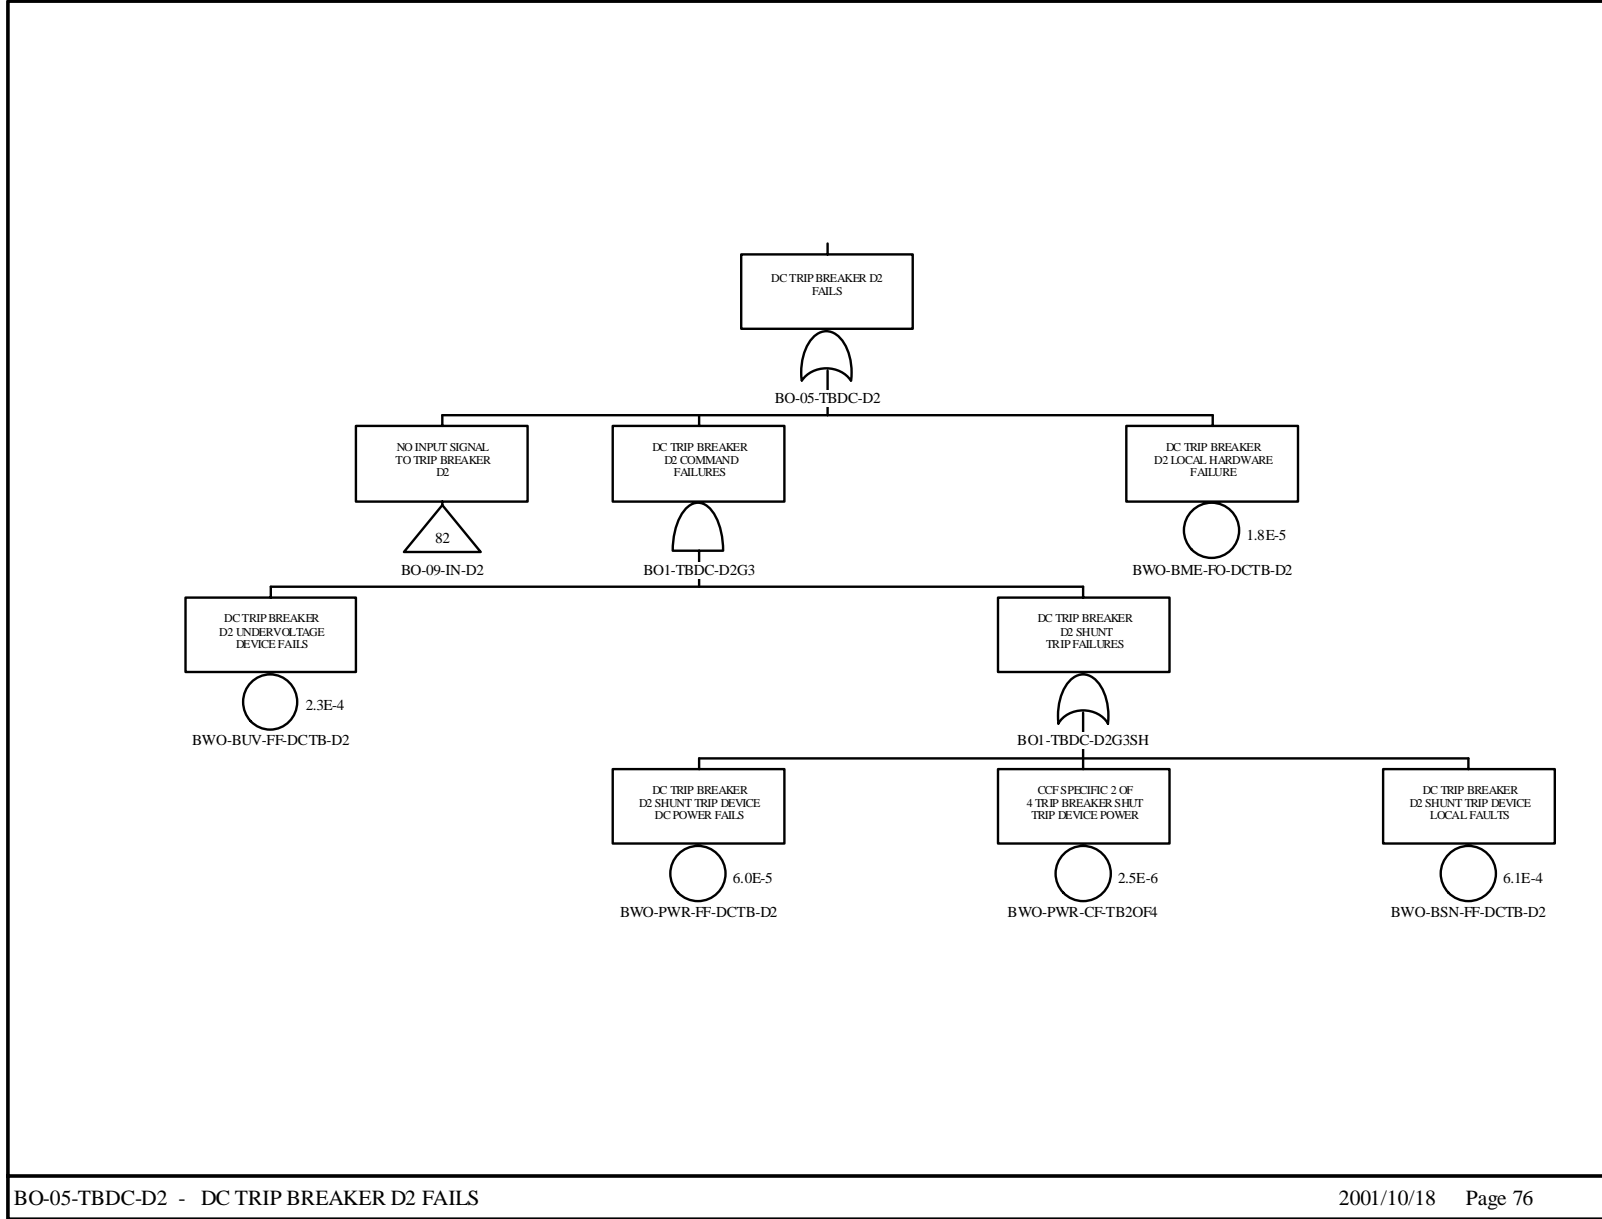 DC TRIP BREAKER D2
FAILS
BO-05-TBDC-D2
NO INPUT SIGNAL
TO TRIP BREAKER
D2
82
BO-09-IN-D2
DC TRIP BREAKER
D2 COMMAND
FAILURES
BO1-TBDC-D2G3
DC TRIP BREAKER
D2 LOCAL HARDWARE
FAILURE
1.8E-5
BWO-BME-FO-DCTB-D2
DC TRIP BREAKER
D2 UNDERVOLTAGE
DEVICE FAILS
2.3E-4
BWO-BUV-FF-DCTB-D2
DC TRIP BREAKER
D2 SHUNT
TRIP FAILURES
BO1-TBDC-D2G3SH
DC TRIP BREAKER
D2 SHUNT TRIP DEVICE
DC POWER FAILS
6.0E-5
BWO-PWR-FF-DCTB-D2
CCF SPECIFIC 2 OF
4 TRIP BREAKER SHUT
TRIP DEVICE POWER
2.5E-6
BWO-PWR-CF-TB2OF4
DC TRIP BREAKER
D2 SHUNT TRIP DEVICE
LOCAL FAULTS
6.1E-4
BWO-BSN-FF-DCTB-D2
BO-05-TBDC-D2 - DC TRIP BREAKER D2 FAILS
2001/10/18 Page 76